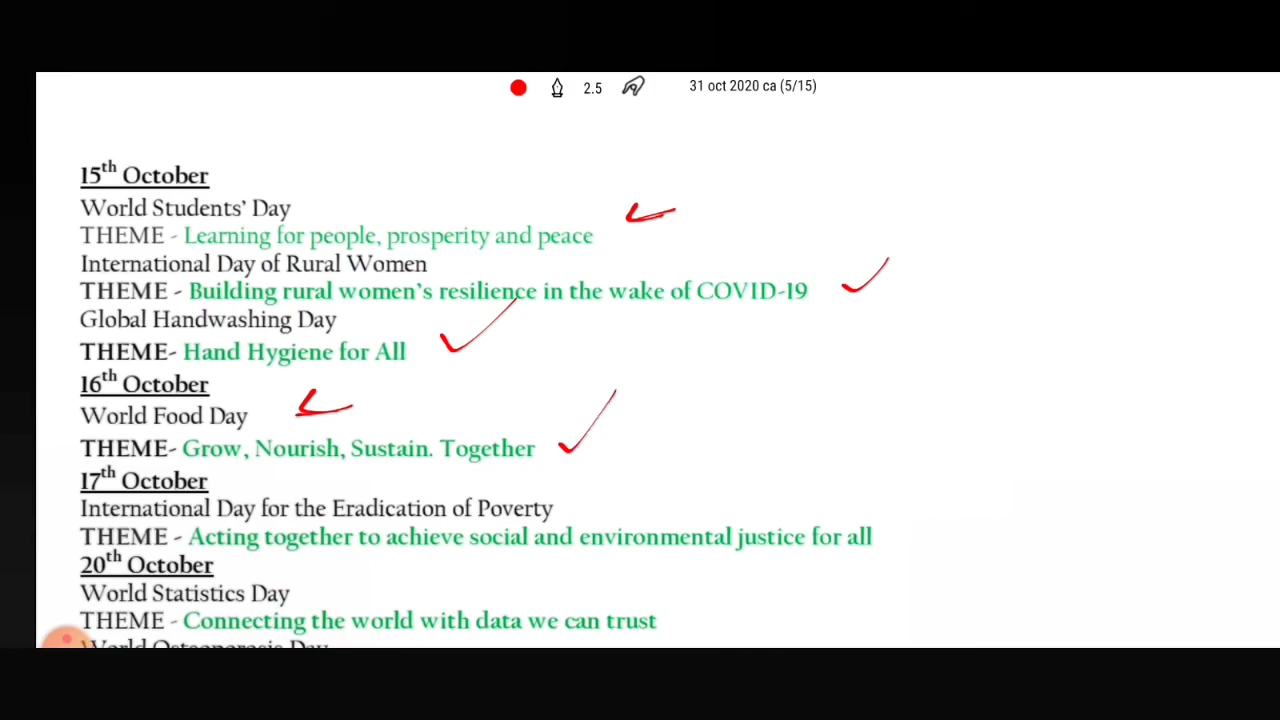 2.5 31 oct 2020 ca (5/15)
15th October
World Students' Day
THEME - Learning for people, prosperity and peace
International Day of Rural Women
THEME - Building rural women's resilience in the wake of COVID-19
Global Handwashing Day
THEME- Hand Hygiene for All
16th October
World Food Day
THEME- Grow, Nourish, Sustain. Together
17th October
International Day for the Eradication of Poverty
THEME - Acting together to achieve social and environmental justice for all
20th October
World Statistics Day
THEME - Connecting the world with data we can trust
World Osteoporosis Day